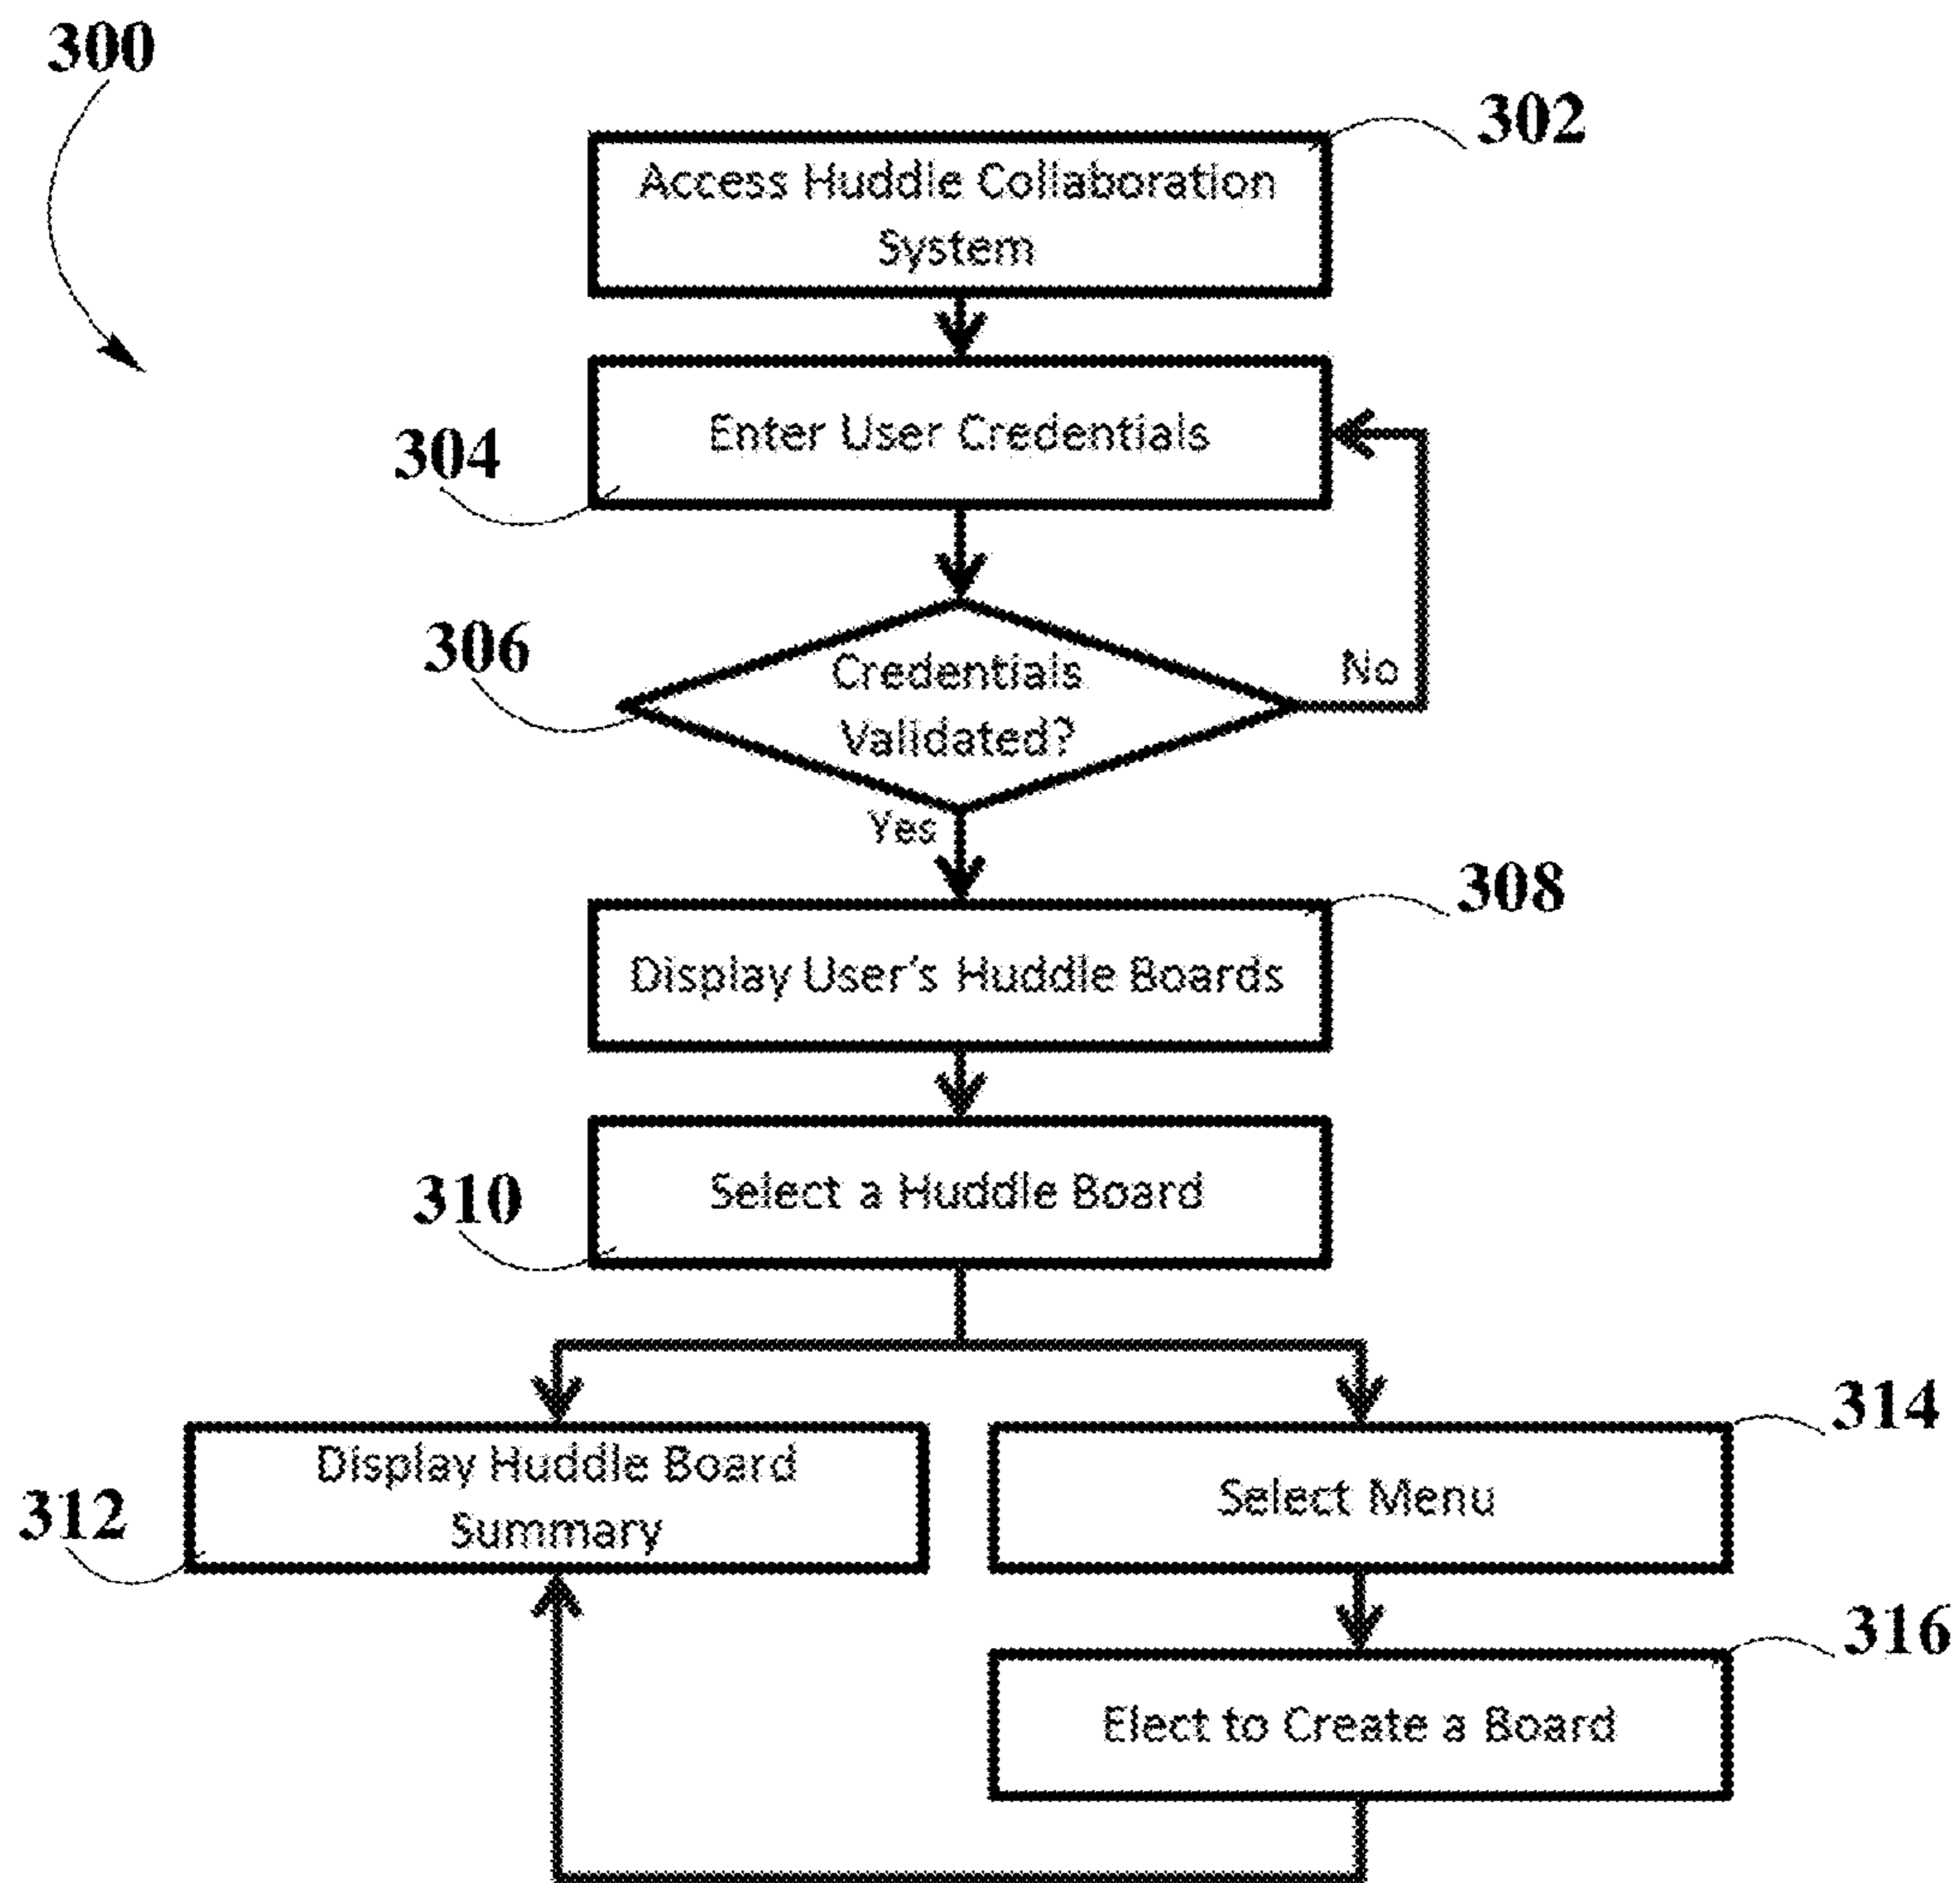 300
302
Access Huddle Collaboration
System
Enter User Credentials
304
306
Credentials
Validated?
No
Yes
308
Display User's Huddle Boards
310
Select a Huddle Board
312
Display Huddle Board
Summary
314
Select Menu
316
Elect to Create a Board